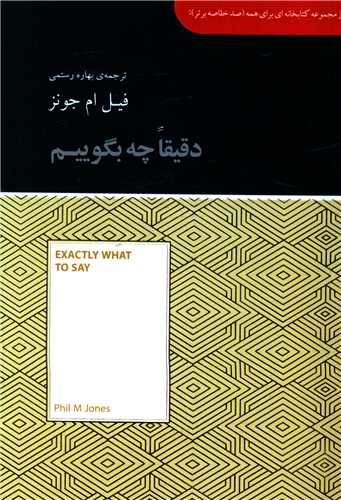 از مجموعه کتابخانه ای برای همه (صد خلاصه برتر):
ترجمه‌ی بهاره رستمی
فیل ام جونز
دقیقاً چه بگوییم
EXACTLY WHAT
TO SAY
Phil M Jones